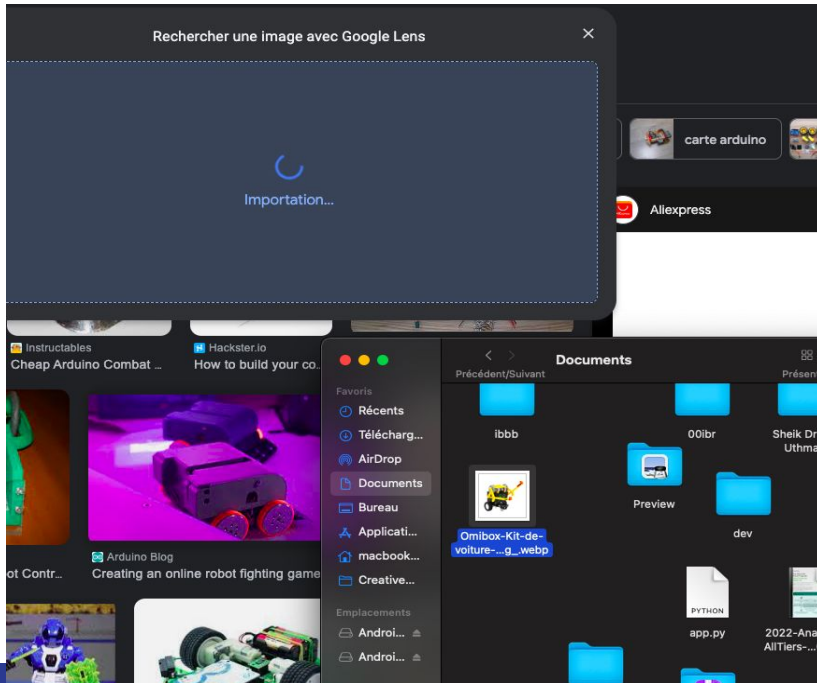 Rechercher une image avec Google Lens
Importation...
carte arduino
Aliexpress
Instructables
Cheap Arduino Combat ...
Hackster.io
How to build your co...
Arduino Blog
ot Contr...
Creating an online robot fighting game
Documents
Précédent/Suivant
Présen
Favoris
Récents
Télécharg...
AirDrop
Documents
Bureau
Applicati...
macbook...
Creative...
Emplacements
Androi...
Androi...
ibbb
00ibr
Sheik Dr
Uthma
Preview
Omibox-Kit-de-
voiture-...g_.webp
dev
PYTHON
app.py
2022-Ana
AllTiers-...